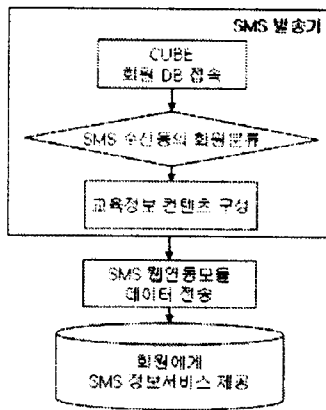 SMS 발송기
CUBE
회원 DB 접속
SMS 수신동의 회원분류
교육정보 컨텐츠 구성
SMS 웹연동모듈
데이터 전송
회원에게
SMS 정보서비스 제공